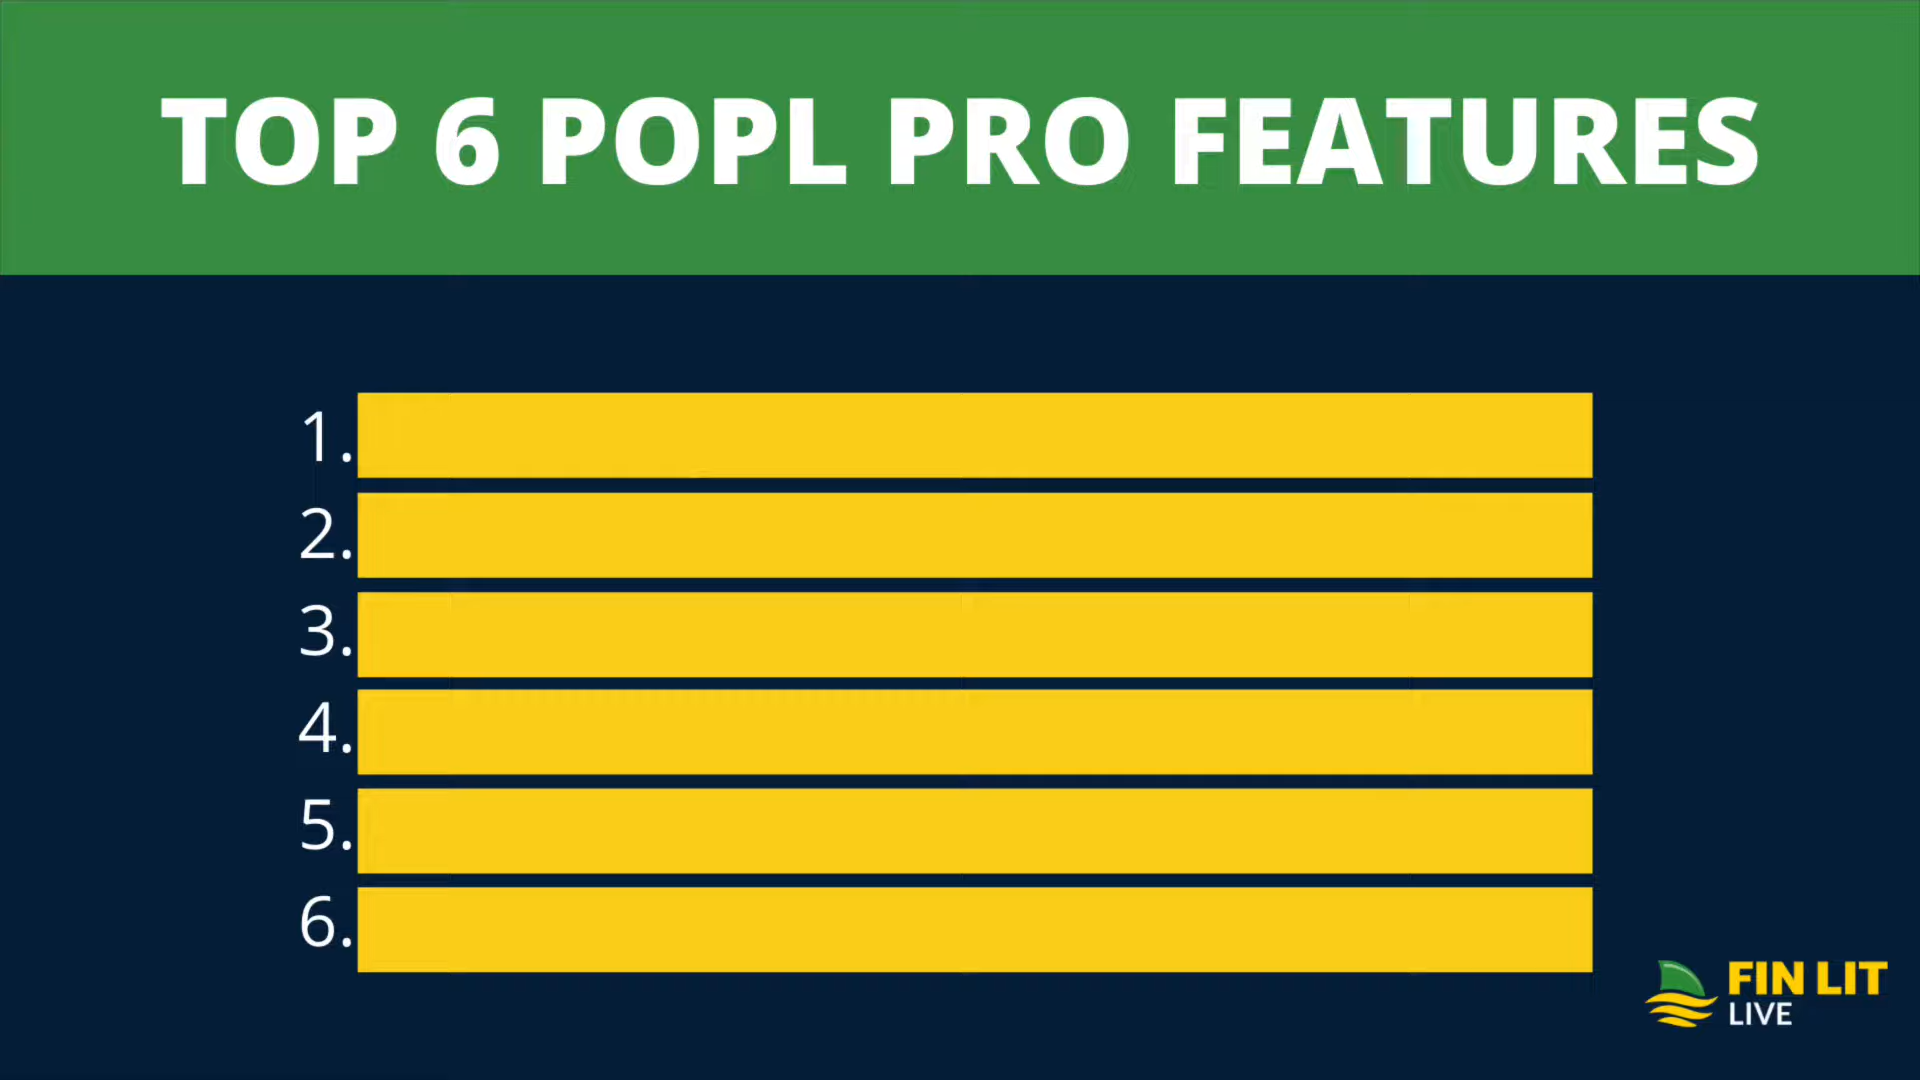 TOP 6 POPL PRO FEATURES
1.
2.
3.
4.
5.
6.
FIN LIT
LIVE